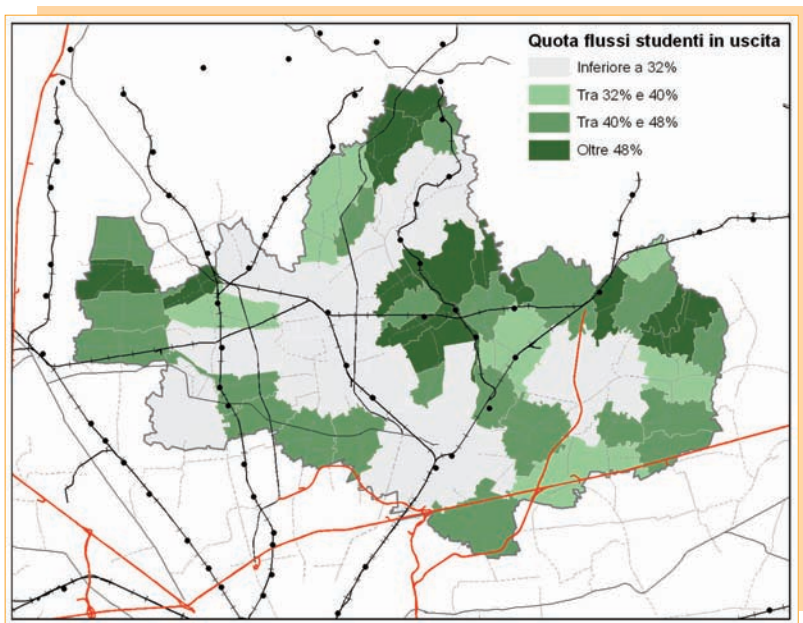 Quota flussi studenti in uscita
Inferiore a 32%
Tra 32% e 40%
Tra 40% e 48%
Oltre 48%